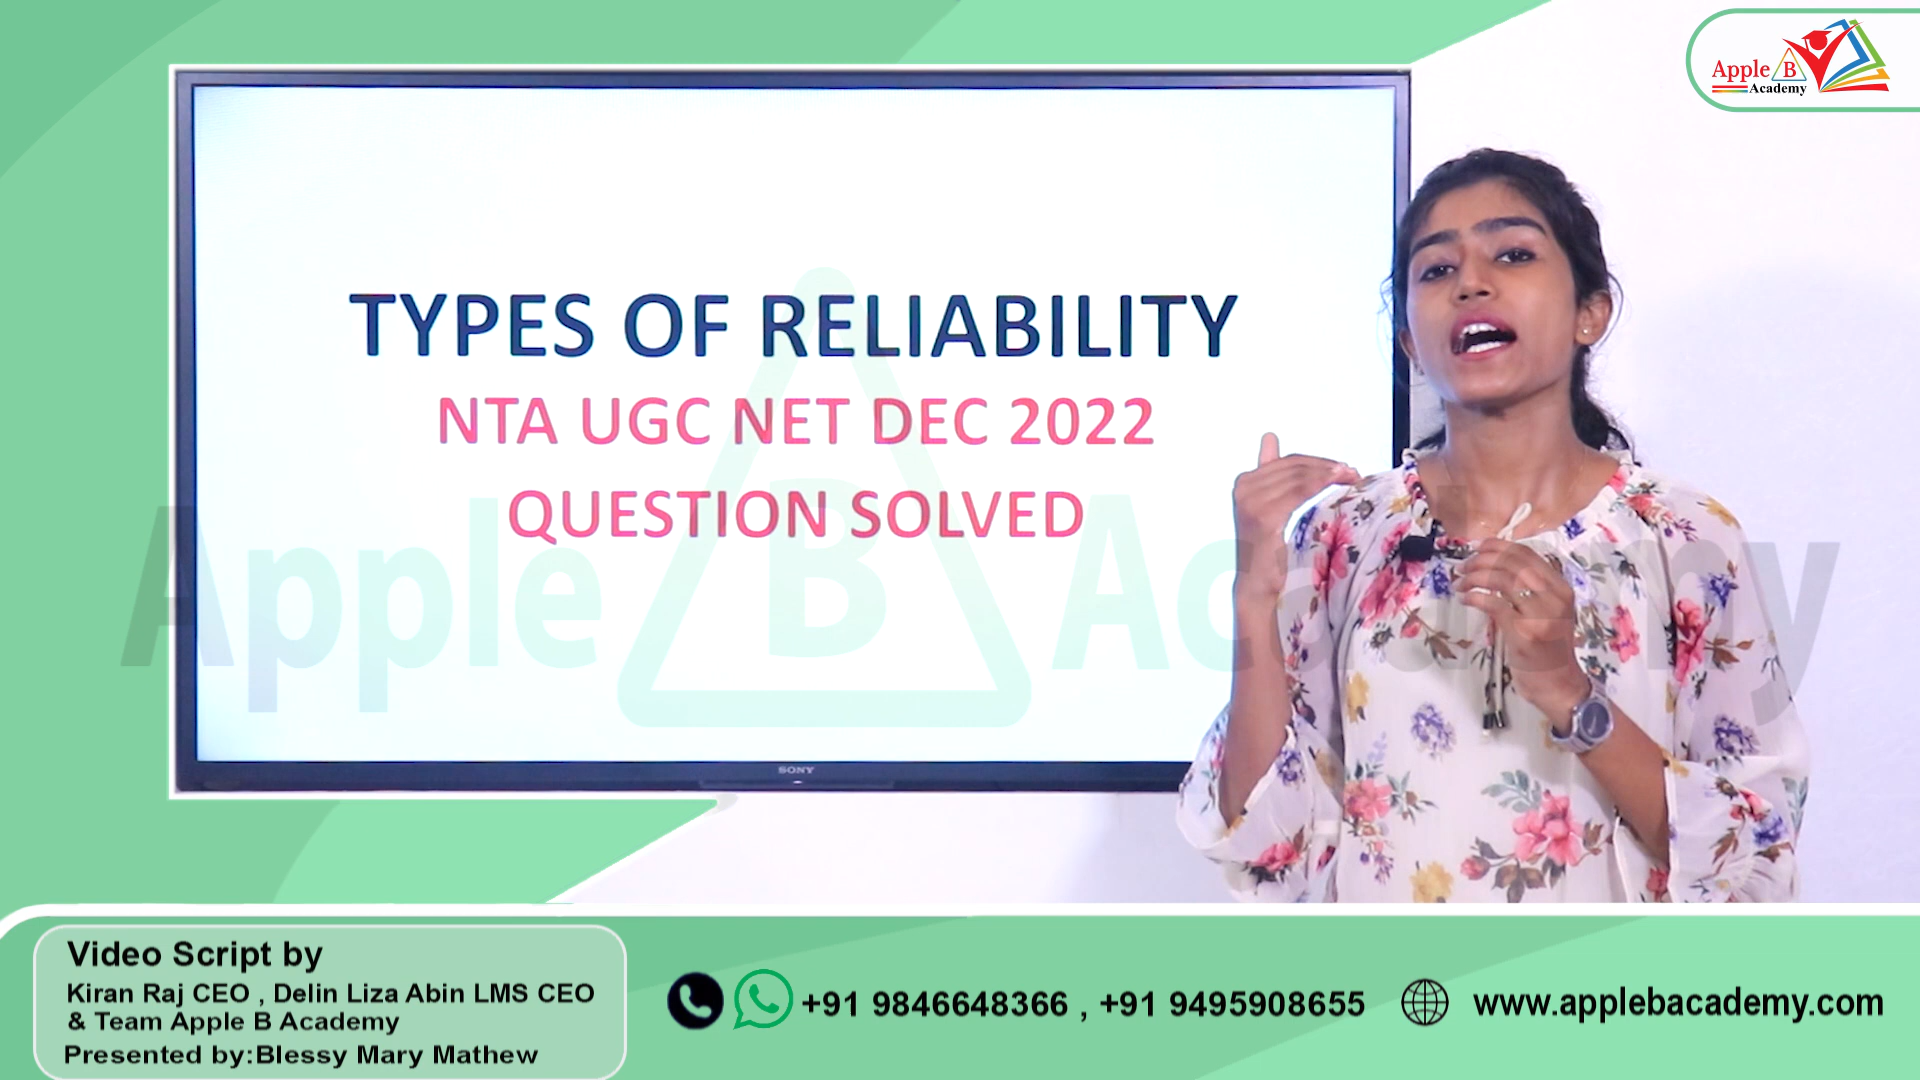 Apple B
Academy
TYPES OF RELIABILITY
NTA UGC NET DEC 2022
QUESTION SOLVED
Apple B Academy
SONY
Video Script by
Kiran Raj CEO , Delin Liza Abin LMS CEO
& Team Apple B Academy
Presented by:Blessy Mary Mathew
+91 9846648366 , +91 9495908655
www.applebacademy.com